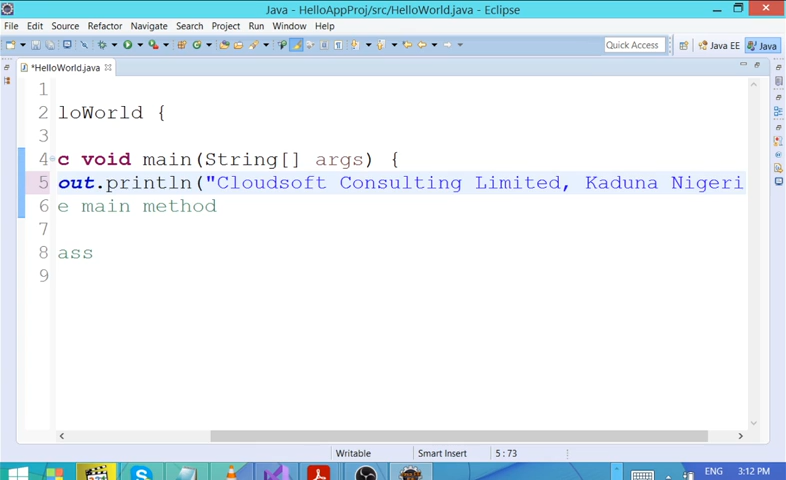 Java - HelloAppProj/src/HelloWorld.java - Eclipse
File Edit Source Refactor Navigate Search Project Run Window Help
Quick Access Java EE Java
*HelloWorld.java
1
2 loWorld {
3
4 c void main(String[] args) {
5 out.println("Cloudsoft Consulting Limited, Kaduna Nigeri
6 e main method
7
8 ass
9
Writable Smart Insert 5 : 73
ENG 3:12 PM